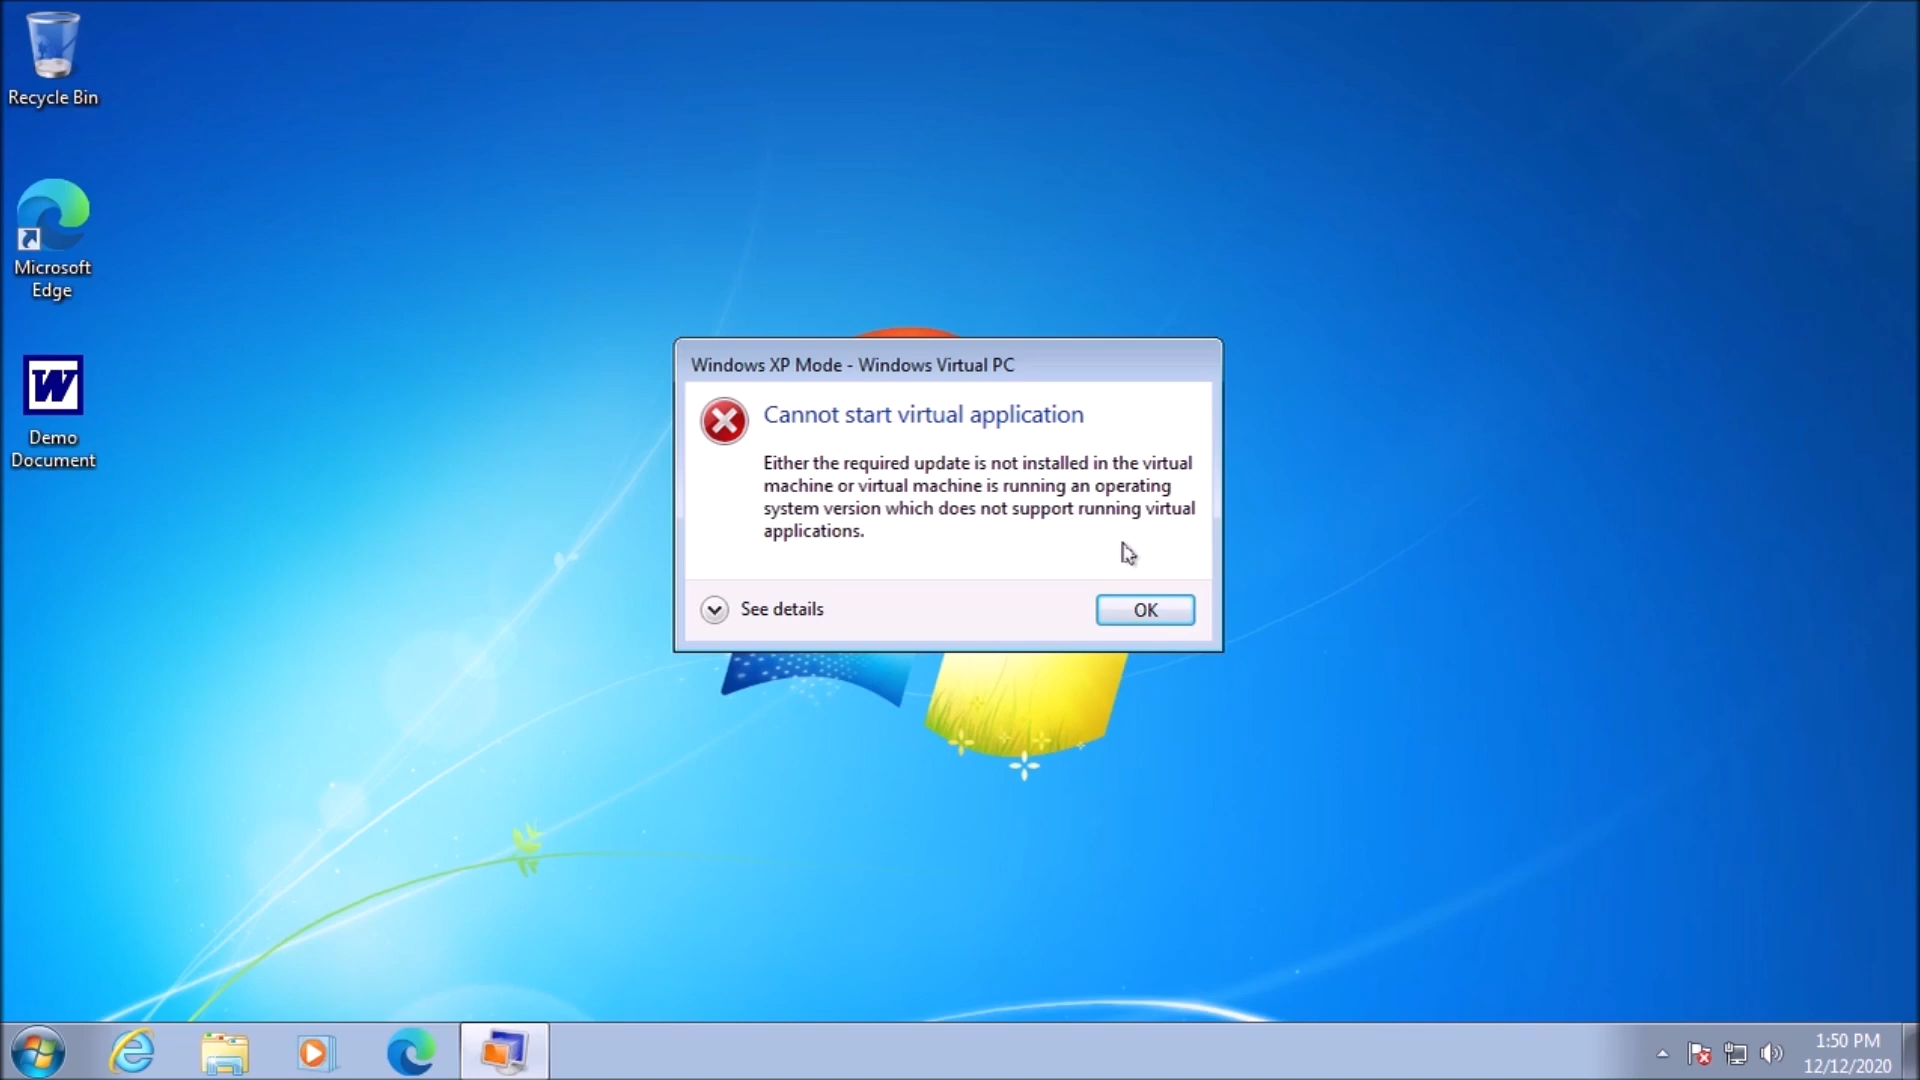 Recycle Bin
Microsoft
Edge
W
Demo
Document
Windows XP Mode - Windows Virtual PC
Cannot start virtual application
Either the required update is not installed in the virtual
machine or virtual machine is running an operating
system version which does not support running virtual
applications.
See details
OK
1:50 PM
12/12/2020